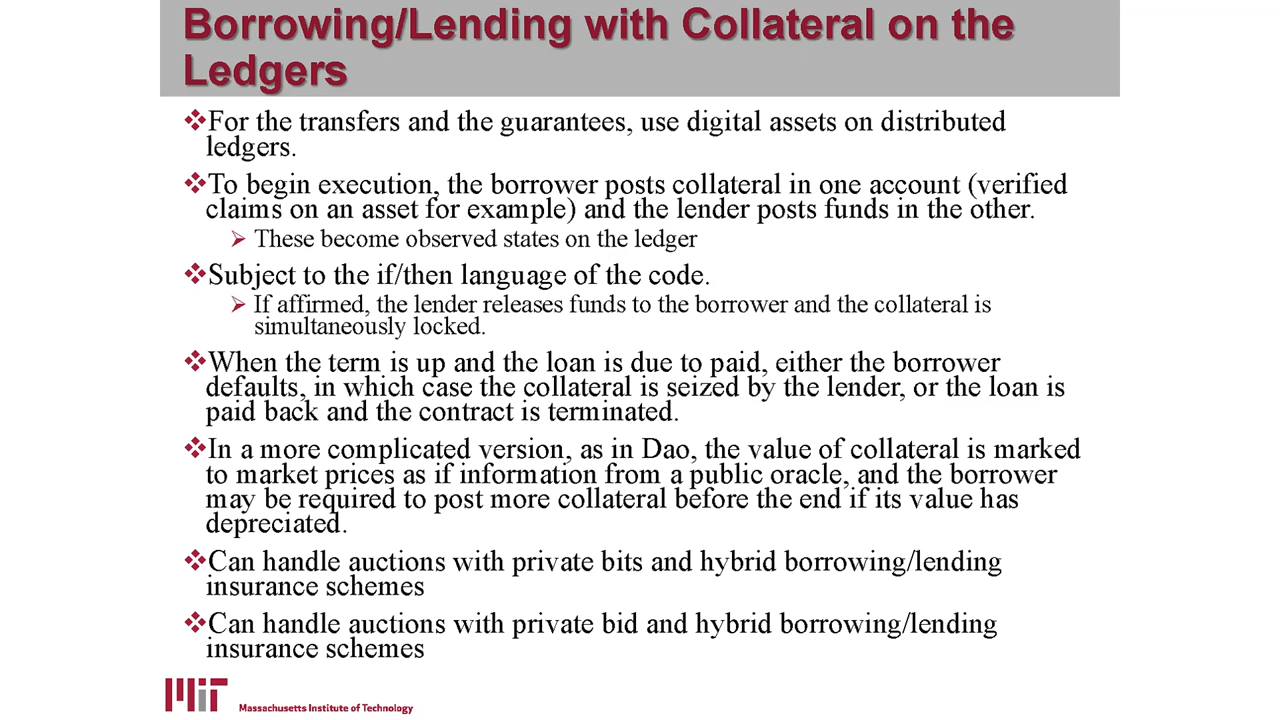 Borrowing/Lending with Collateral on the
Ledgers
❖For the transfers and the guarantees, use digital assets on distributed
ledgers.
❖To begin execution, the borrower posts collateral in one account (verified
claims on an asset for example) and the lender posts funds in the other.
➢ These become observed states on the ledger
❖Subject to the if/then language of the code.
➢ If affirmed, the lender releases funds to the borrower and the collateral is
simultaneously locked.
❖When the term is up and the loan is due to paid, either the borrower
defaults, in which case the collateral is seized by the lender, or the loan is
paid back and the contract is terminated.
❖In a more complicated version, as in Dao, the value of collateral is marked
to market prices as if information from a public oracle, and the borrower
may be required to post more collateral before the end if its value has
depreciated.
❖Can handle auctions with private bits and hybrid borrowing/lending
insurance schemes
❖Can handle auctions with private bid and hybrid borrowing/lending
insurance schemes
MIT
Massachusetts Institute of Technology